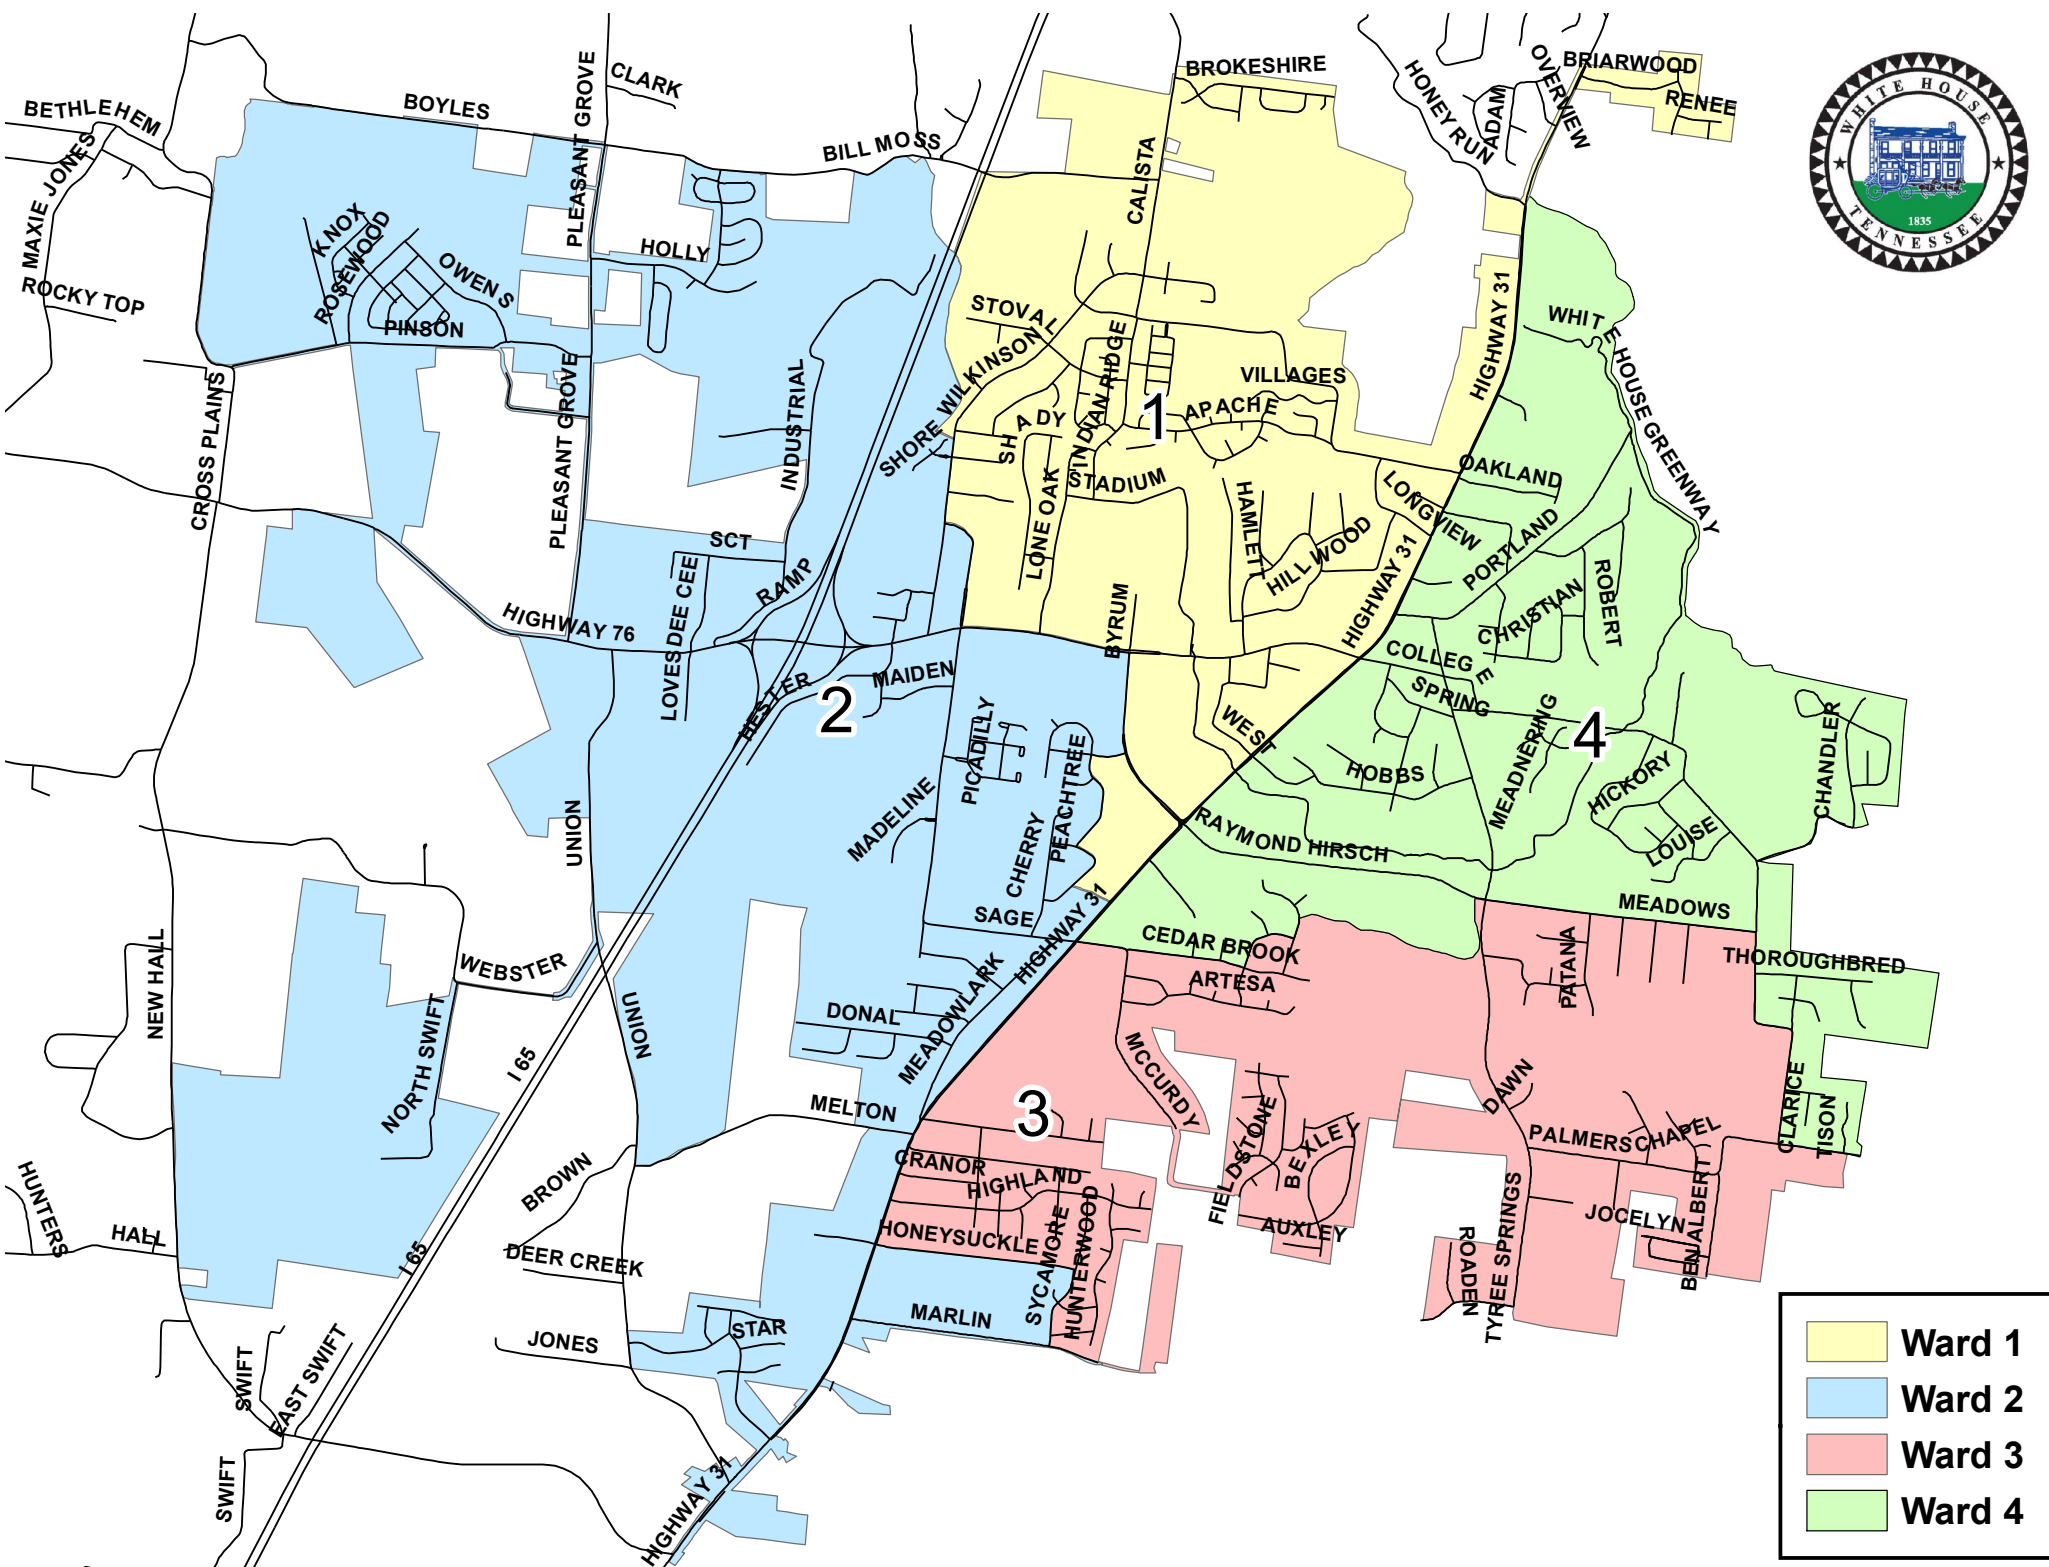 BROKESHIRE
BRIARWOOD
RENEE
OVERVIEW
HONEY RUN
ADAM
WHITE HOUSE
1835
TENNESSEE
CLARK
PLEASANT GROVE
BOYLES
BETHLEHEM
MAXIE JONES
BILL MOSS
CALISTA
KNOX
ROSEWOOD
OWENS
HOLLY
ROCKY TOP
PINSON
STOVAL
HIGHWAY 31
WHITE HOUSE GREENWAY
WILKINSON
INDIAN RIDGE
VILLAGES
APACHE
1
SHADY
SHORE
INDUSTRIAL
CROSS PLAINS
PLEASANT GROVE
STADIUM
LONE OAK
HAMLETT
HILLWOOD
LONGVIEW
OAKLAND
PORTLAND
HIGHWAY 31
CHRISTIAN
ROBERT
SCT
RAMP
LOVES DEE CEE
HIGHWAY 76
BYRUM
COLLEGE
SPRING
MAIDEN
HESTER
2
PICADILLY
WEST
4
MEADNERING
CHANDLER
HOBBS
HICKORY
LOUISE
PEACHTREE
MADELINE
CHERRY
UNION
RAYMOND HIRSCH
SAGE
HIGHWAY 31
MEADOWS
CEDAR BROOK
ARTESA
PATANA
THOROUGHBRED
NEW HALL
WEBSTER
NORTH SWIFT
UNION
DONAL
MEADOWLARK
I 65
MELTON
3
MCCURDY
FIELDSTONE
BEXLEY
DAWN
CLARICE
TISON
PALMERS CHAPEL
BROWN
CRANOR
HIGHLAND
HONEYSUCKLE
SYCAMORE
HUNTERWOOD
AUXLEY
JOCELYN
BEN ALBERT
ROADEN
TYREE SPRINGS
HUNTERS
HALL
I 65
DEER CREEK
MARLIN
STAR
JONES
SWIFT
EAST SWIFT
SWIFT
HIGHWAY 31
Ward 1
Ward 2
Ward 3
Ward 4